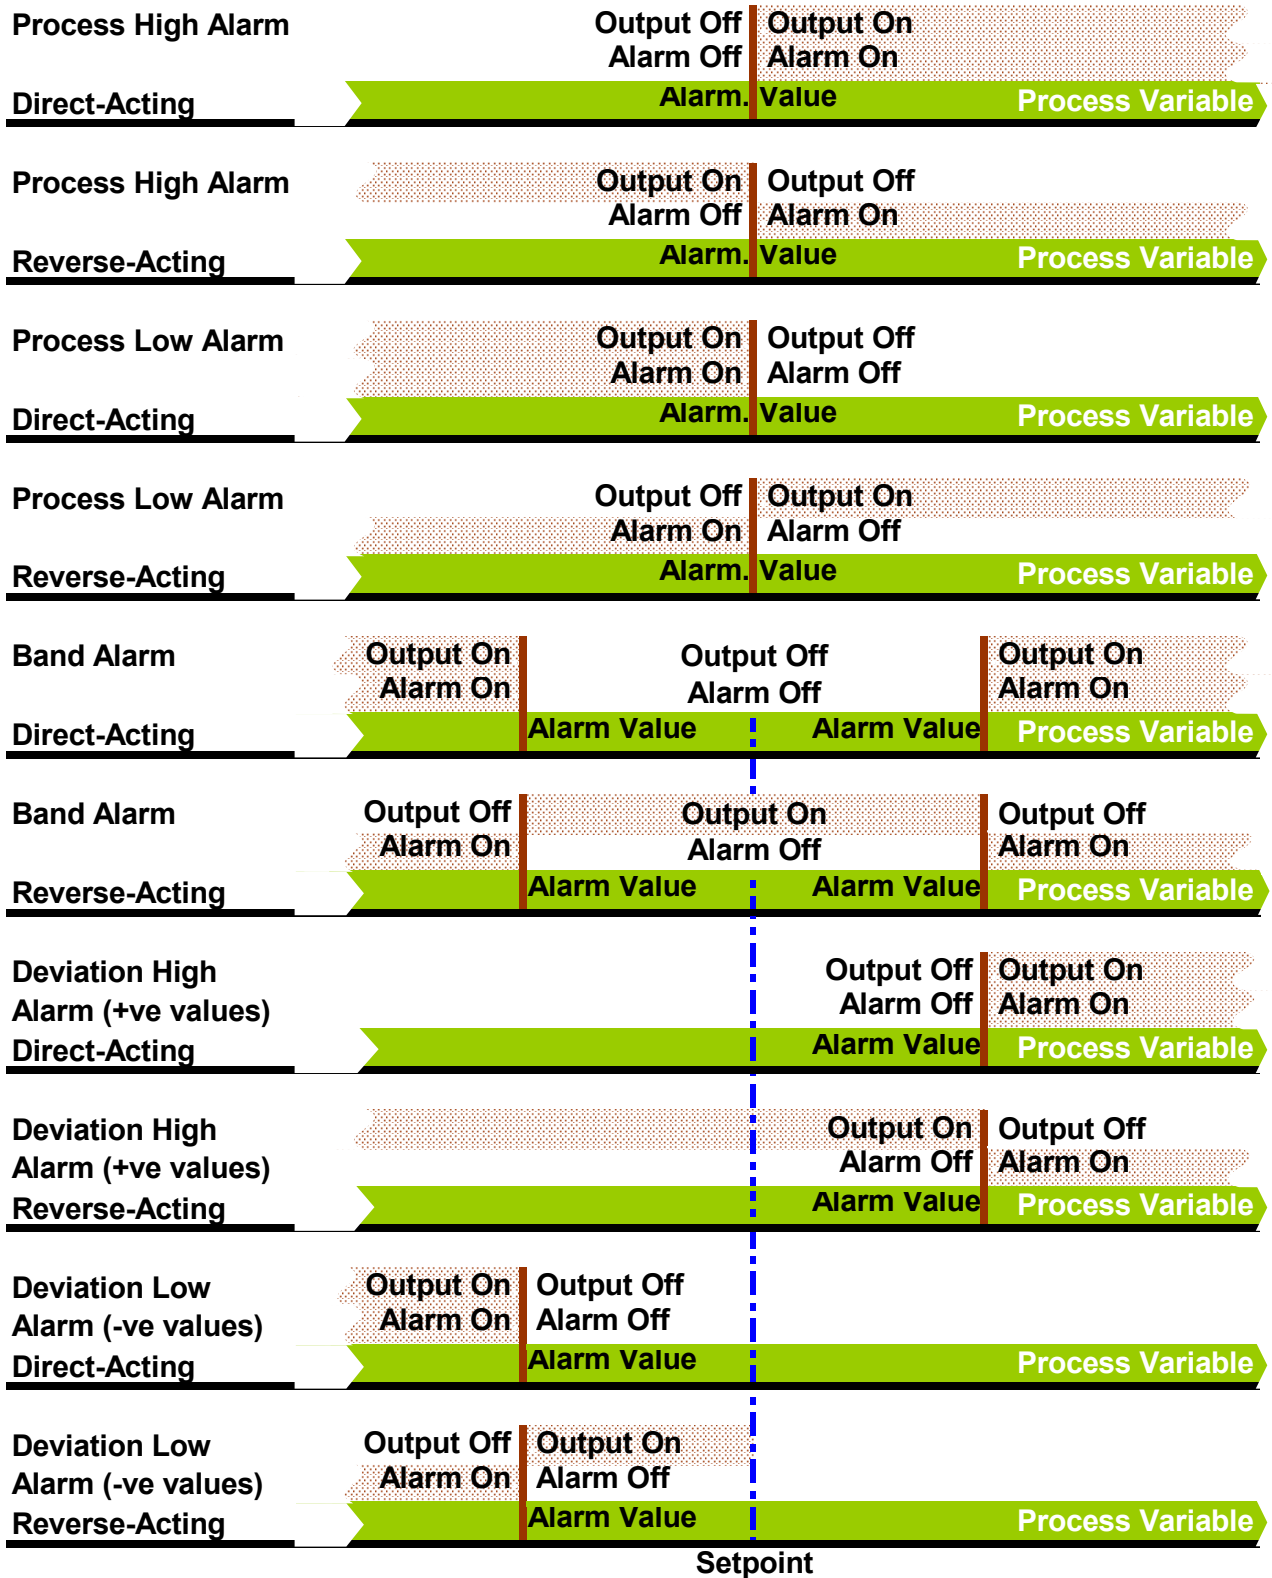 Process High Alarm
Output Off Output On
Alarm Off Alarm On
Direct-Acting
Alarm. Value Process Variable
Process High Alarm
Output On Output Off
Alarm Off Alarm On
Reverse-Acting
Alarm. Value Process Variable
Process Low Alarm
Output On Output Off
Alarm On Alarm Off
Direct-Acting
Alarm. Value Process Variable
Process Low Alarm
Output Off Output On
Alarm On Alarm Off
Reverse-Acting
Alarm. Value Process Variable
Band Alarm
Output On Output Off Output On
Alarm On Alarm Off Alarm On
Direct-Acting
Alarm Value Alarm Value Process Variable
Band Alarm
Output Off Output On Output Off
Alarm On Alarm Off Alarm On
Reverse-Acting
Alarm Value Alarm Value Process Variable
Deviation High
Output Off Output On
Alarm (+ve values)
Alarm Off Alarm On
Direct-Acting
Alarm Value Process Variable
Deviation High
Output On Output Off
Alarm (+ve values)
Alarm Off Alarm On
Reverse-Acting
Alarm Value Process Variable
Deviation Low
Output On Output Off
Alarm (-ve values)
Alarm On Alarm Off
Direct-Acting
Alarm Value Process Variable
Deviation Low
Output Off Output On
Alarm (-ve values)
Alarm On Alarm Off
Reverse-Acting
Alarm Value Process Variable
Setpoint